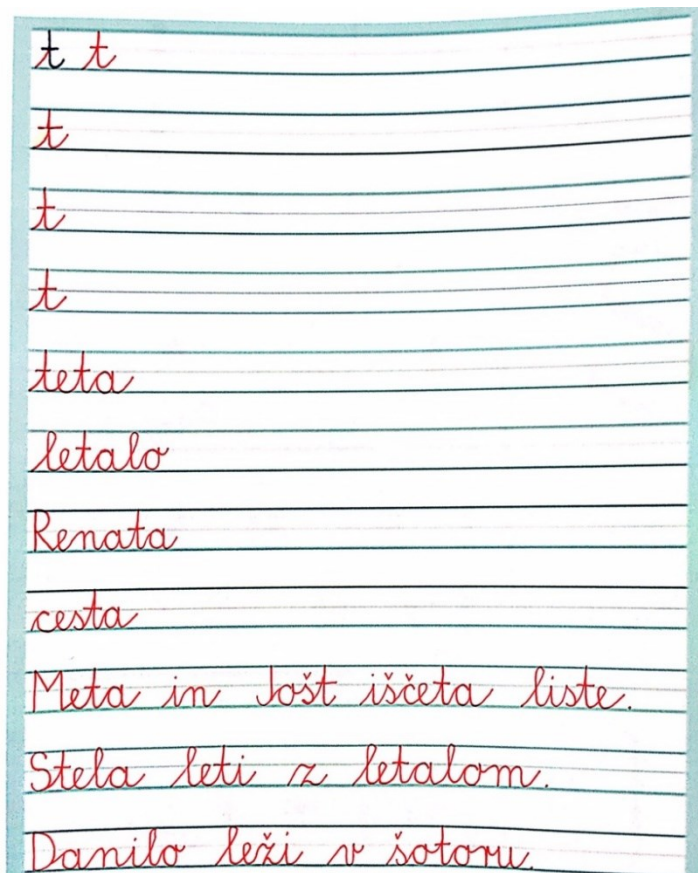 t t
t
t
t
teta
letalo
Renata
cesta
Meta in Jošt iščeta liste.
Stela leti z letalom.
Danilo leži v šotoru.